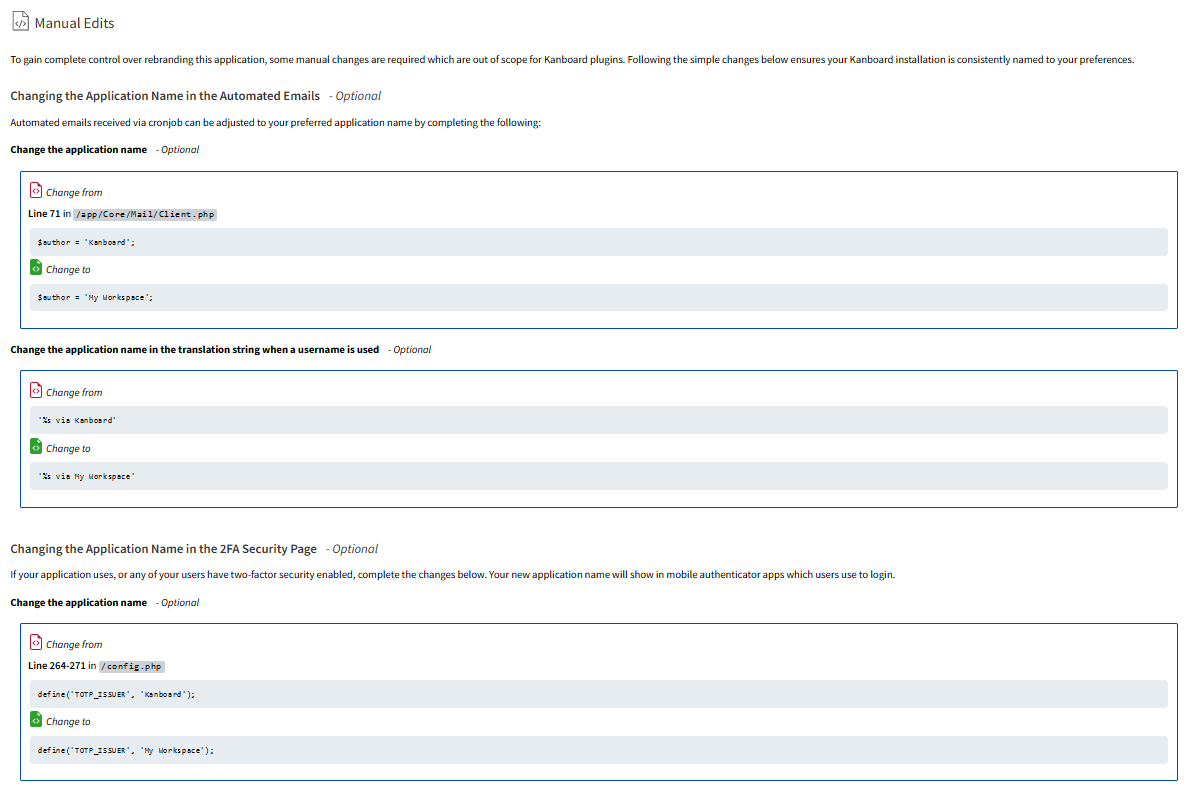 Manual Edits
To gain complete control over rebranding this application, some manual changes are required which are out of scope for Kanboard plugins. Following the simple changes below ensures your Kanboard installation is consistently named to your preferences.
Changing the Application Name in the Automated Emails - Optional
Automated emails received via cronjob can be adjusted to your preferred application name by completing the following:
Change the application name - Optional
Change from
Line 71 in /app/Core/Mail/Client.php
$author = 'Kanboard';
Change to
$author = 'My Workspace';
Change the application name in the translation string when a username is used - Optional
Change from
'%s via Kanboard'
Change to
'%s via My Workspace'
Changing the Application Name in the 2FA Security Page - Optional
If your application uses, or any of your users have two-factor security enabled, complete the changes below. Your new application name will show in mobile authenticator apps which users use to login.
Change the application name - Optional
Change from
Line 264-271 in /config.php
define('TOTP_ISSUER', 'Kanboard');
Change to
define('TOTP_ISSUER', 'My Workspace');